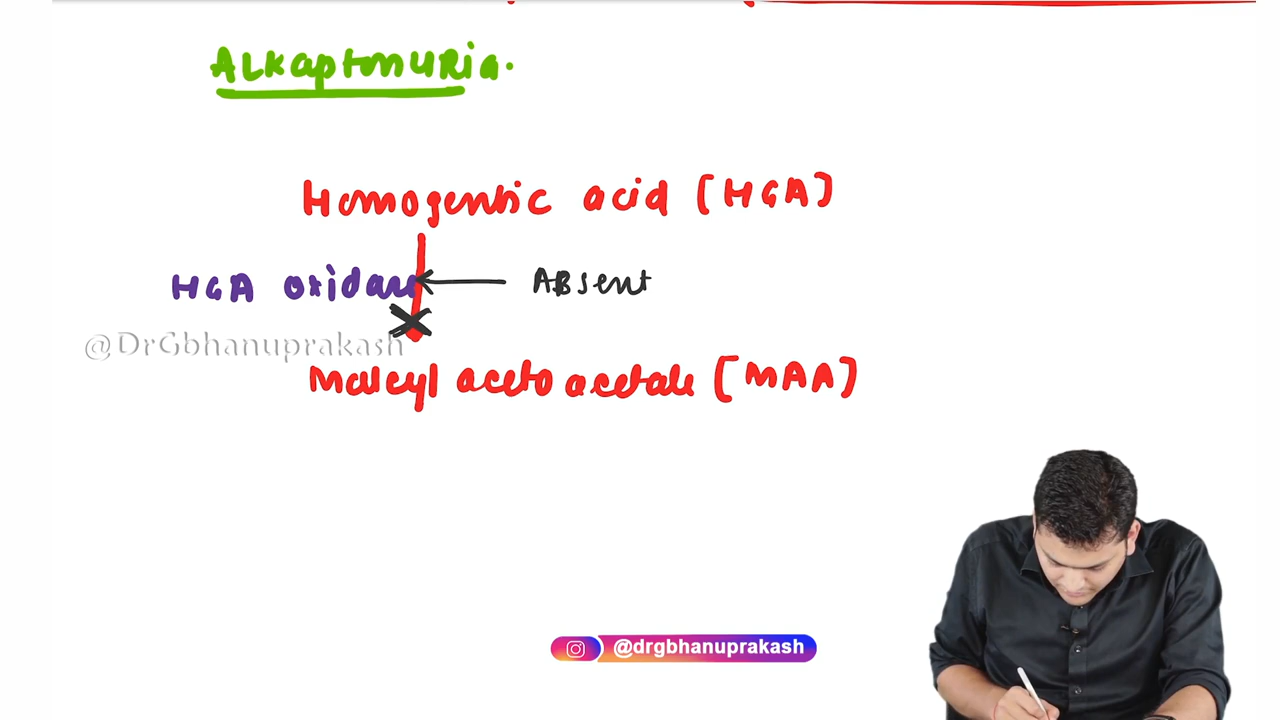 ALKaptonuRia.
Homogentisic acid [HGA]
HGA oxidase
ABsent
@DrGbhanuprakash
Maleyl aceto acetate [MAA]
@drgbhanuprakash